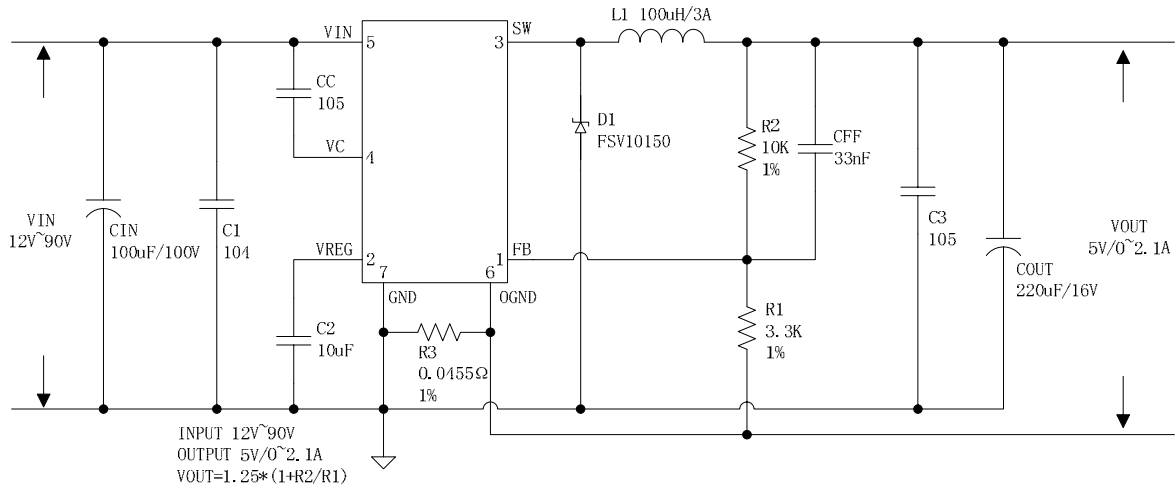 L1 100uH/3A
VIN
5
3
SW
CC
105
VC
4
D1
FSV10150
R2
10K
1%
CFF
33nF
VIN
12V~90V
CIN
100uF/100V
C1
104
VREG
2
7
GND
1
FB
6
OGND
C3
105
COUT
220uF/16V
VOUT
5V/0~2.1A
C2
10uF
R3
0.0455Ω
1%
R1
3.3K
1%
INPUT 12V~90V
OUTPUT 5V/0~2.1A
VOUT=1.25*(1+R2/R1)